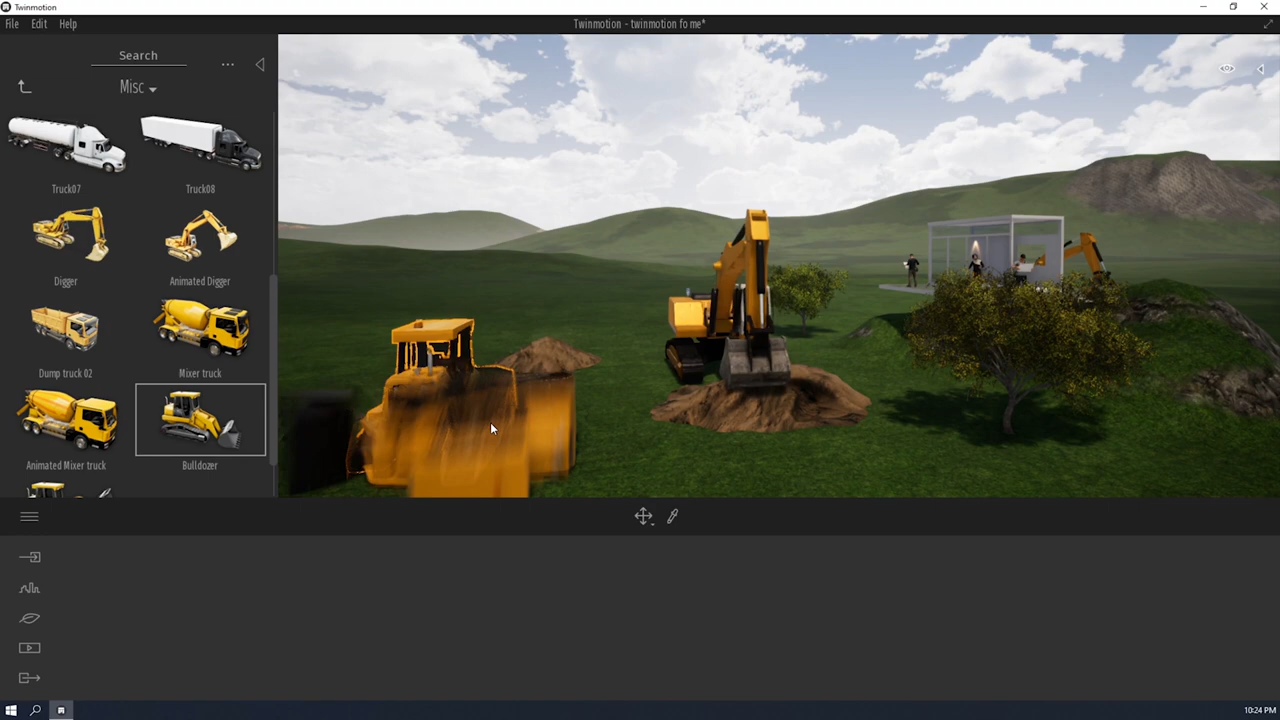 Twinmotion
File Edit Help
Twinmotion - twinmotion fo me*
Search
...
Misc
Truck07
Truck08
Digger
Animated Digger
Dump truck 02
Mixer truck
Animated Mixer truck
Bulldozer
10:24 PM